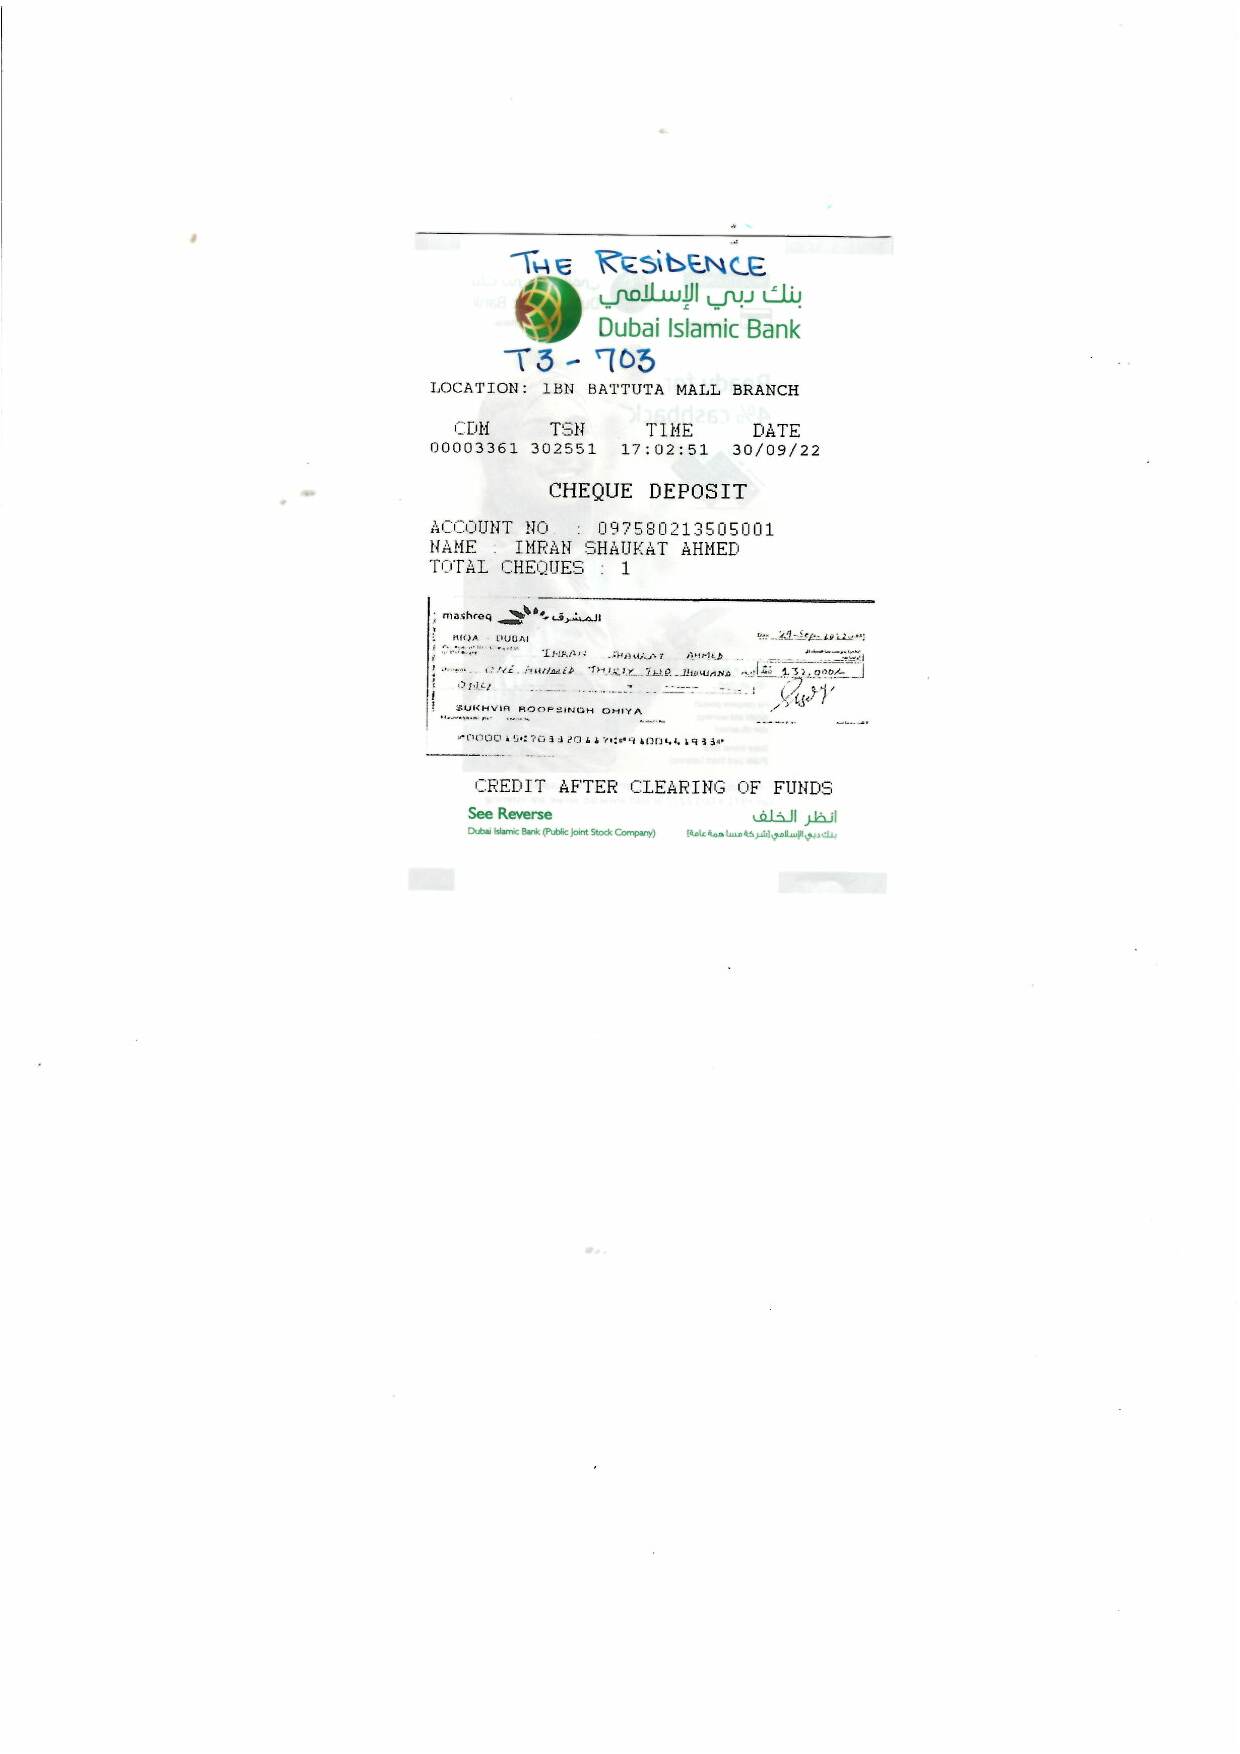 THE RESiDENCE
بنك دبي الإسلامي
Dubai Islamic Bank
T3 - 703
LOCATION: IBN BATTUTA MALL BRANCH
CDM TSN TIME DATE
00003361 302551 17:02:51 30/09/22
CHEQUE DEPOSIT
ACCOUNT NO : 097580213505001
NAME : IMRAN SHAUKAT AHMED
TOTAL CHEQUES : 1
mashreq المشرق
RIQA - DUBAI 29-Sep-2022
IMRAN SHAUKAT AHMED
ONE HUNDRED THIRTY TWO THOUSAND 132,000/-
ONLY
SUKHVIR ROOPSINGH OHIYA
CREDIT AFTER CLEARING OF FUNDS
See Reverse انظر الخلف
Dubai Islamic Bank (Public Joint Stock Company) بنك دبي الإسلامي (شركة مساهمة عامة)